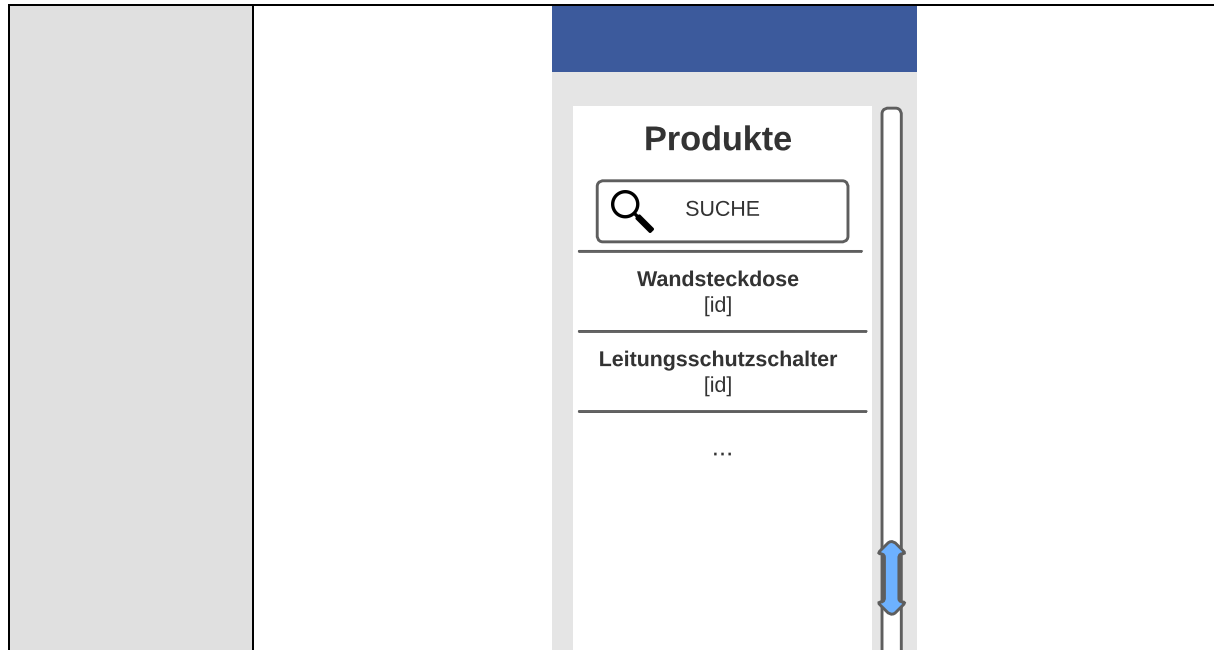 Produkte
SUCHE
Wandsteckdose
[id]
Leitungsschutzschalter
[id]
...